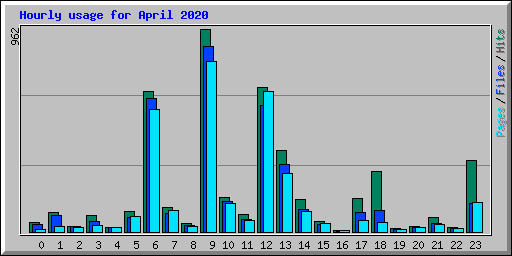 Hourly usage for April 2020
962
Pages/Files/Hits
0 1 2 3 4 5 6 7 8 9 10 11 12 13 14 15 16 17 18 19 20 21 22 23